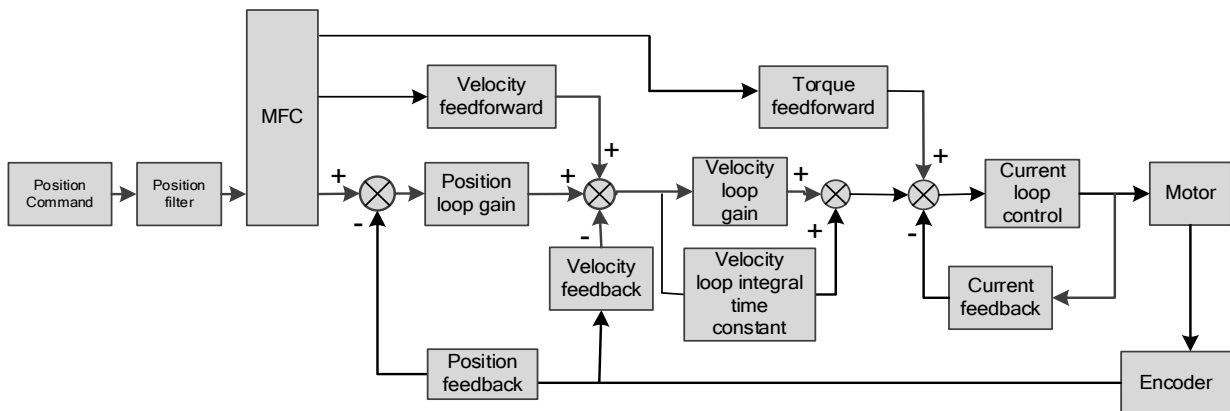 MFC
Velocity
feedforward
Torque
feedforward
+
+
Position
Command
Position
filter
+
-
Position
loop gain
+
-
Velocity
loop
gain
+
+
-
Current
loop
control
Motor
Velocity
feedback
Velocity
loop integral
time
constant
Current
feedback
Position
feedback
Encoder